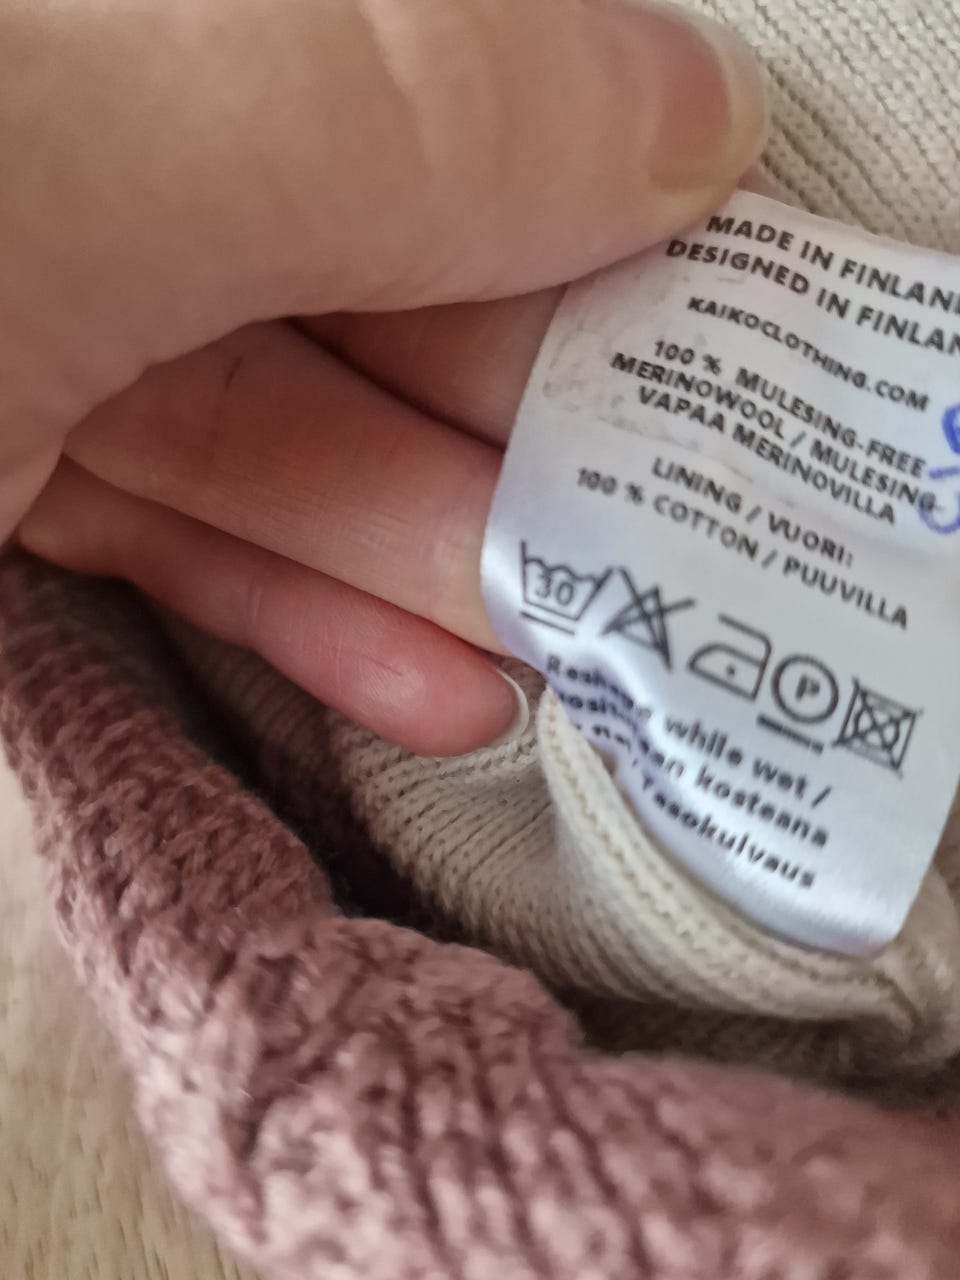 MADE IN FINLAND
DESIGNED IN FINLAN
KAIKOCLOTHING.COM
100 % MULESING-FREE
MERINOWOOL / MULESING-
VAPAA MERINOVILLA
LINING / VUORI:
100 % COTTON / PUUVILLA
30
P
while wet /
kosteana
Tasokuivaus